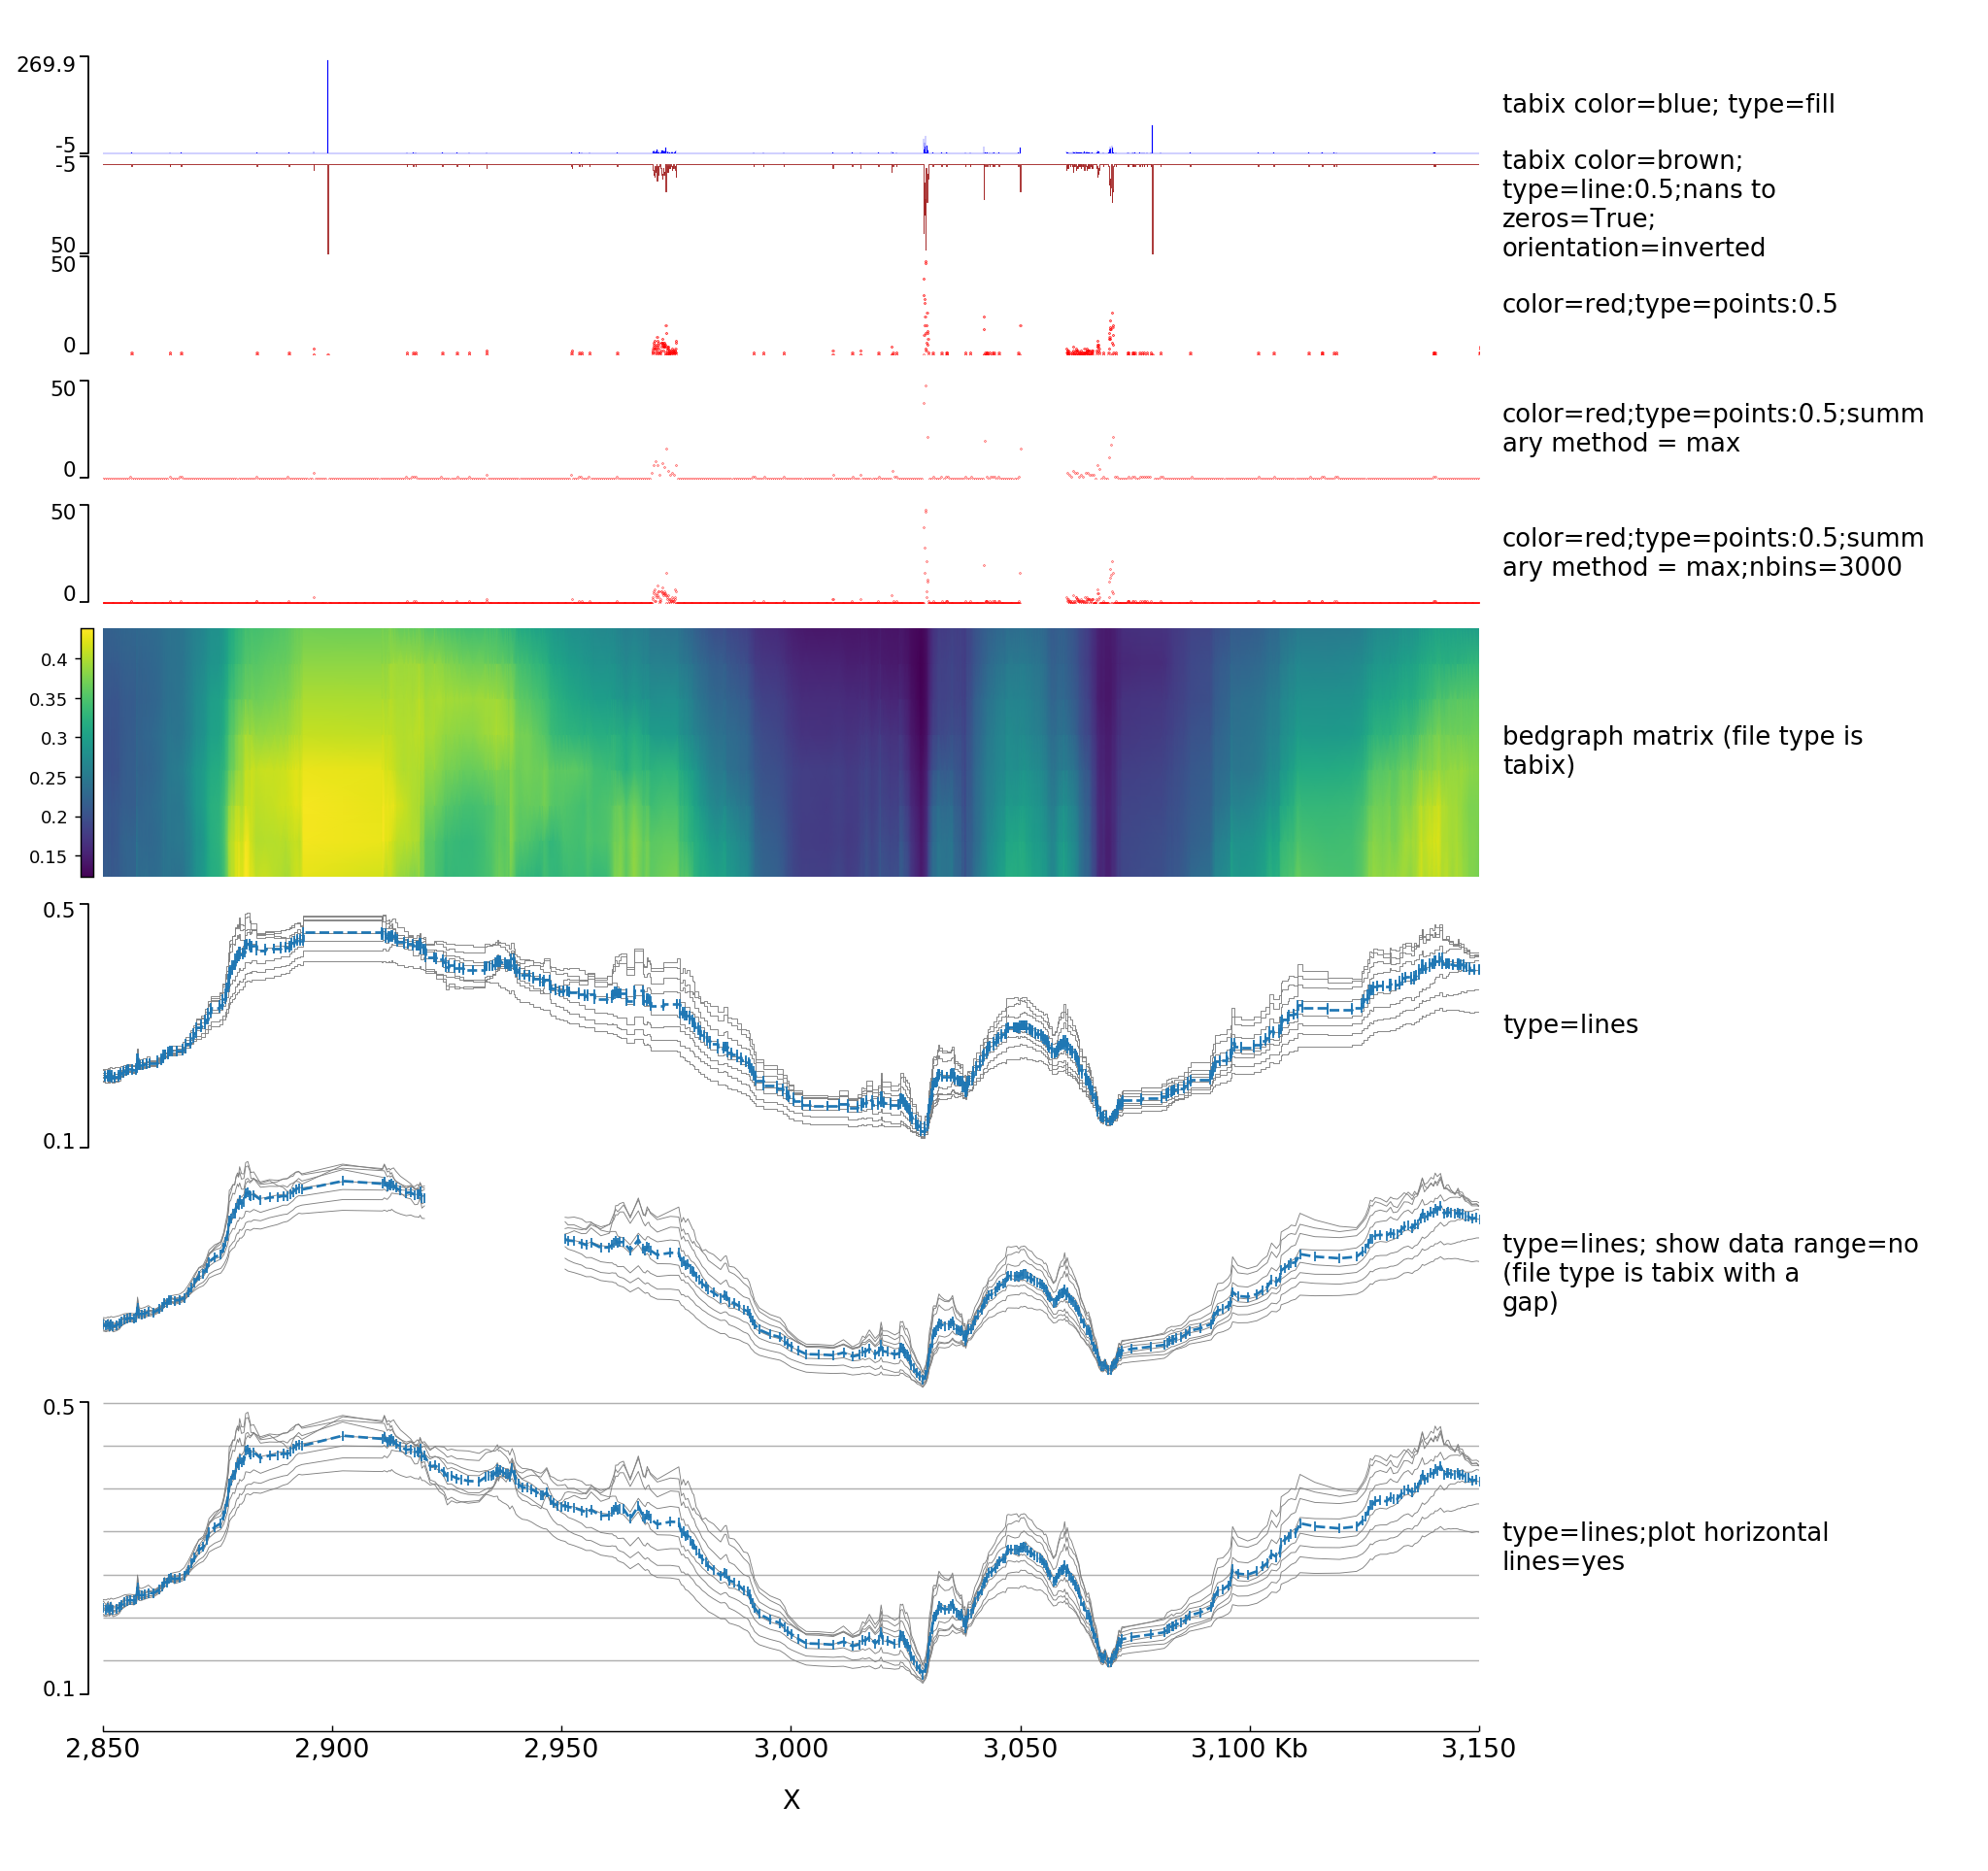 269.9
-5
tabix color=blue; type=fill
-5
50
tabix color=brown;
type=line:0.5;nans to
zeros=True;
orientation=inverted
50
0
color=red;type=points:0.5
50
0
color=red;type=points:0.5;summ
ary method = max
50
0
color=red;type=points:0.5;summ
ary method = max;nbins=3000
0.4
0.35
0.3
0.25
0.2
0.15
bedgraph matrix (file type is
tabix)
0.5
0.1
type=lines
type=lines; show data range=no
(file type is tabix with a
gap)
0.5
0.1
type=lines;plot horizontal
lines=yes
2,850 2,900 2,950 3,000 3,050 3,100 Kb 3,150
X